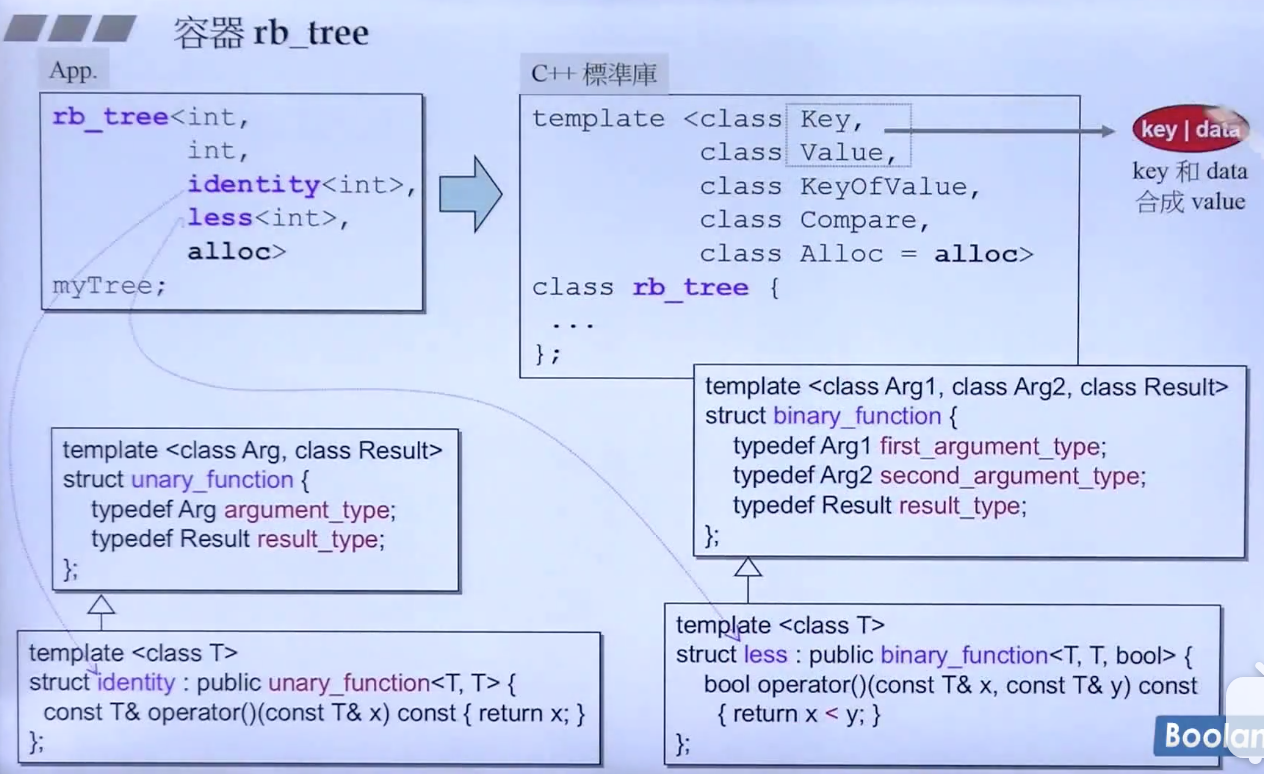 容器 rb_tree
App.
rb_tree<int,
int,
identity<int>,
less<int>,
alloc>
myTree;
C++ 標準庫
template <class Key,
class Value,
class KeyOfValue,
class Compare,
class Alloc = alloc>
class rb_tree {
...
};
key | data
key 和 data
合成 value
template <class Arg, class Result>
struct unary_function {
typedef Arg argument_type;
typedef Result result_type;
};
template <class T>
struct identity : public unary_function<T, T> {
const T& operator()(const T& x) const { return x; }
};
template <class Arg1, class Arg2, class Result>
struct binary_function {
typedef Arg1 first_argument_type;
typedef Arg2 second_argument_type;
typedef Result result_type;
};
template <class T>
struct less : public binary_function<T, T, bool> {
bool operator()(const T& x, const T& y) const
{ return x < y; }
};
Boolan